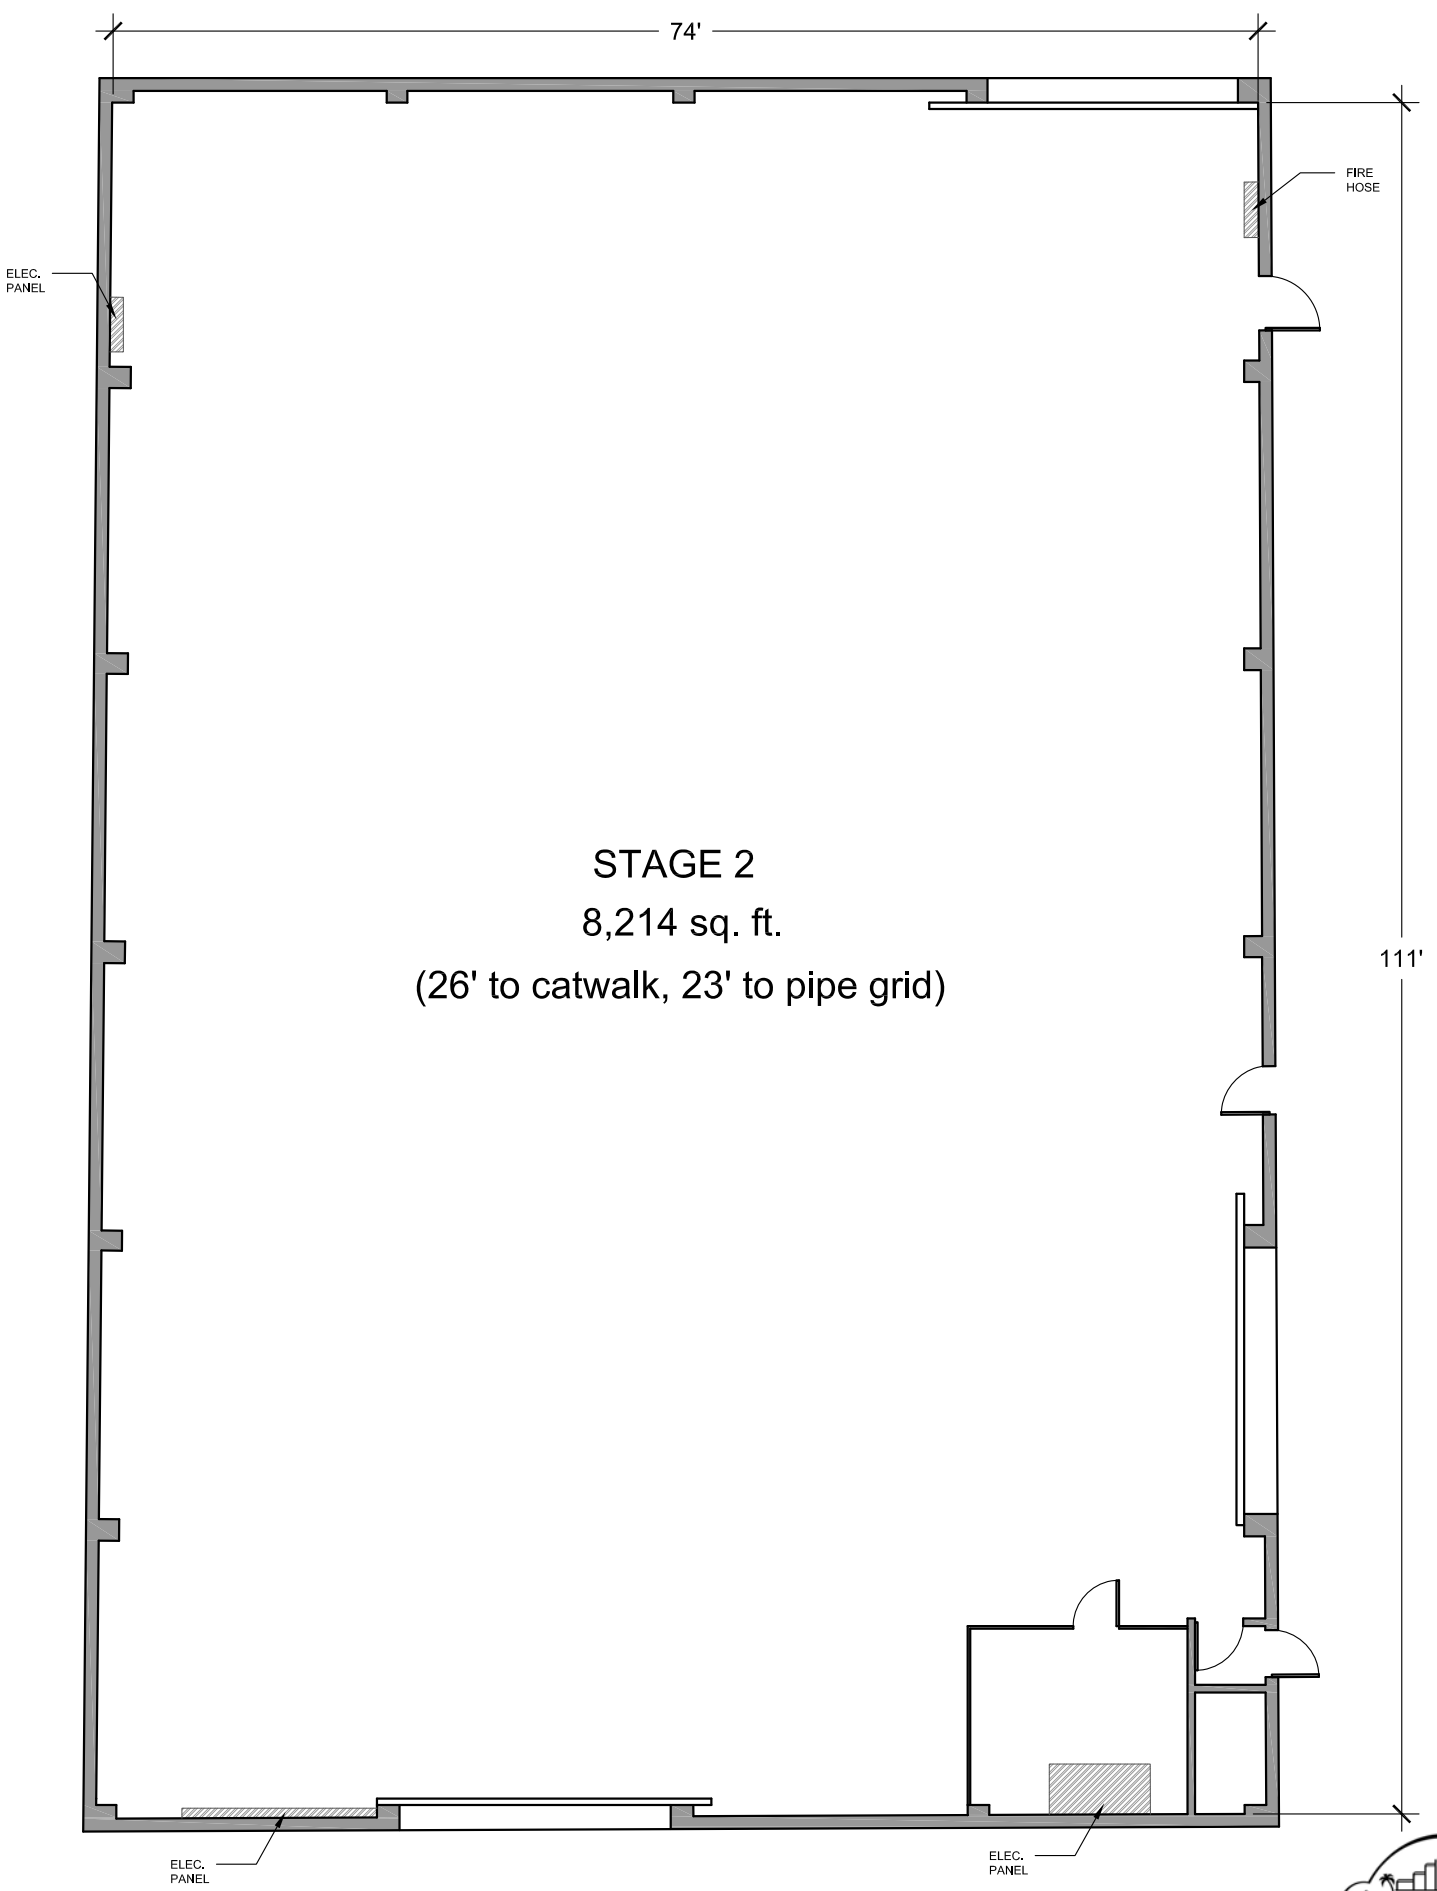 74'
FIRE
HOSE
ELEC.
PANEL
STAGE 2
8,214 sq. ft.
(26' to catwalk, 23' to pipe grid)
111'
ELEC.
PANEL
ELEC.
PANEL